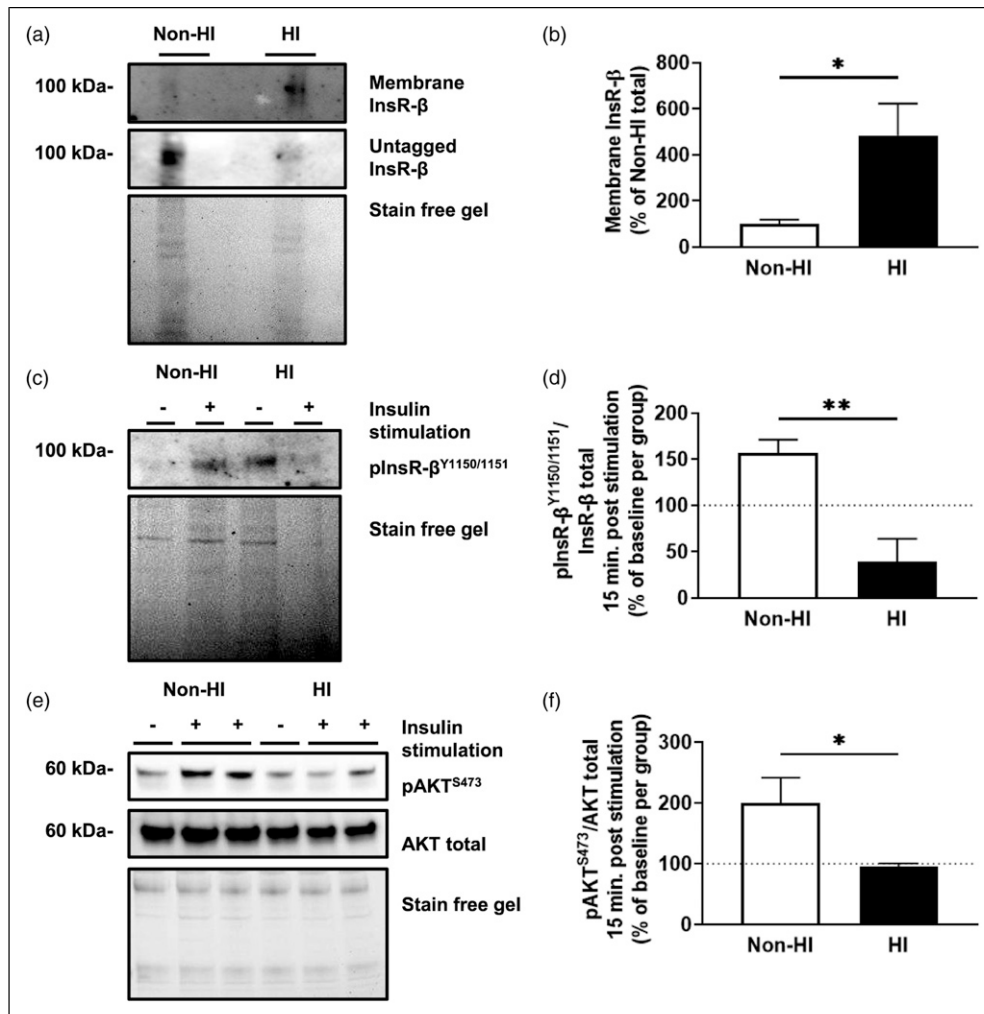 (a)
Non-HI HI
100 kDa-
Membrane
InsR-β
100 kDa-
Untagged
InsR-β
Stain free gel
(b)
Membrane InsR-β
(% of Non-HI total)
800
600
400
200
0
*
Non-HI HI
(c)
Non-HI HI
- + - +
Insulin
stimulation
100 kDa-
pInsR-β^Y1150/1151
Stain free gel
(d)
pInsR-β^Y1150/1151/
InsR-β total
15 min. post stimulation
(% of baseline per group)
200
150
100
50
0
**
Non-HI HI
(e)
Non-HI HI
- + + - + +
Insulin
stimulation
60 kDa-
pAKT^S473
60 kDa-
AKT total
Stain free gel
(f)
pAKT^S473/AKT total
15 min. post stimulation
(% of baseline per group)
300
200
100
0
*
Non-HI HI